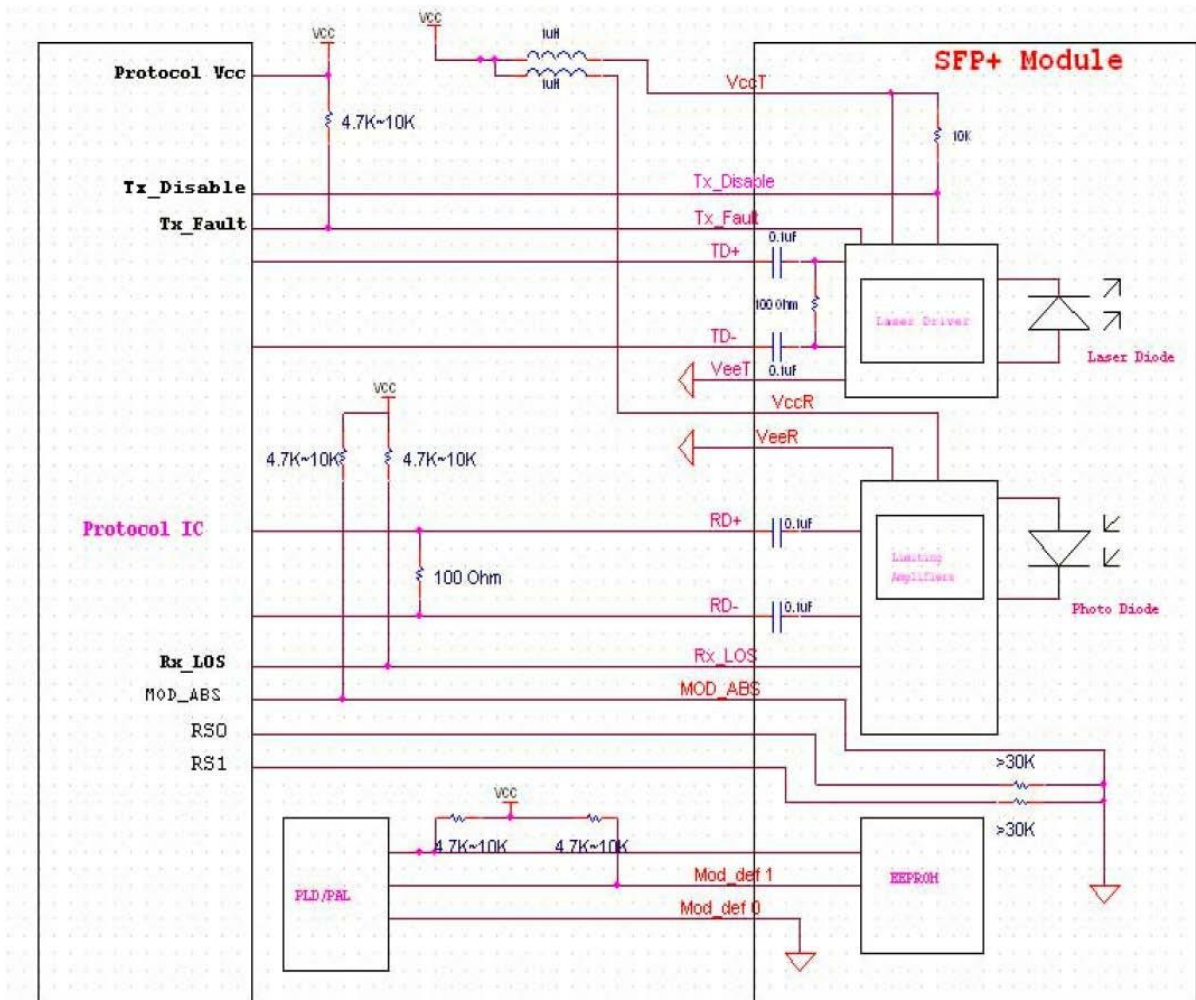 VCC
VCC
1uH
1uH
SFP+ Module
Protocol Vcc
VccT
4.7K~10K
10K
Tx_Disable
Tx_Disable
Tx_Fault
Tx_Fault
0.1uF
TD+
100 Ohm
Laser Driver
TD-
Laser Diode
VeeT
0.1uF
VCC
VccR
VeeR
4.7K~10K
4.7K~10K
Protocol IC
RD+
0.1uF
Limiting
Amplifiers
100 Ohm
RD-
0.1uF
Photo Diode
Rx_LOS
Rx_LOS
MOD_ABS
MOD_ABS
RS0
RS1
>30K
VCC
>30K
4.7K~10K
4.7K~10K
PLD/PAL
Mod_def 1
EEPROM
Mod_def 0